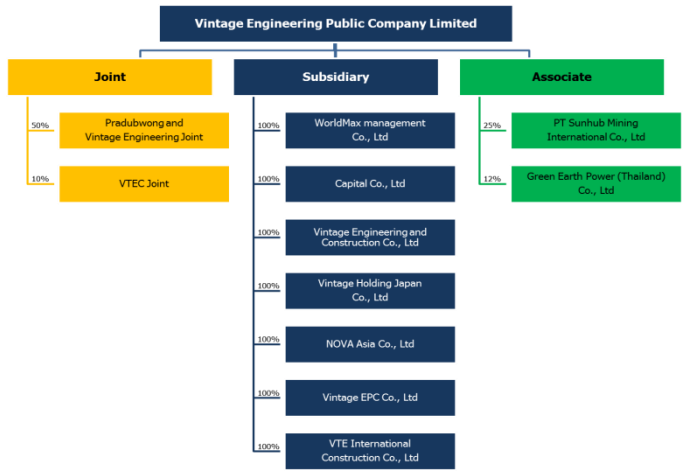 Vintage Engineering Public Company Limited
Joint
Subsidiary
Associate
50%
Pradubwong and
Vintage Engineering Joint
10%
VTEC Joint
100%
WorldMax management
Co., Ltd
100%
Capital Co., Ltd
100%
Vintage Engineering and
Construction Co., Ltd
100%
Vintage Holding Japan
Co., Ltd
100%
NOVA Asia Co., Ltd
100%
Vintage EPC Co., Ltd
100%
VTE International
Construction Co., Ltd
25%
PT Sunhub Mining
International Co., Ltd
12%
Green Earth Power (Thailand)
Co., Ltd